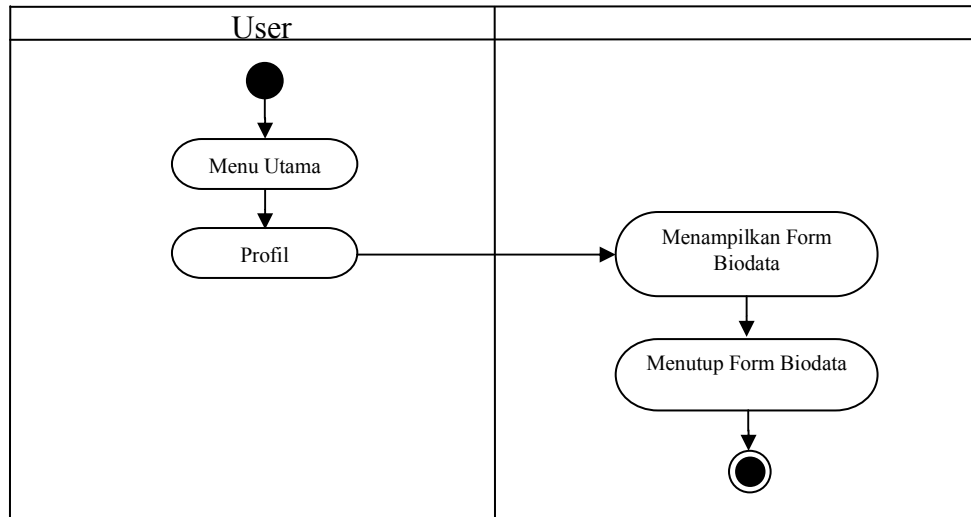 User
Menu Utama
Profil
Menampilkan Form
Biodata
Menutup Form Biodata